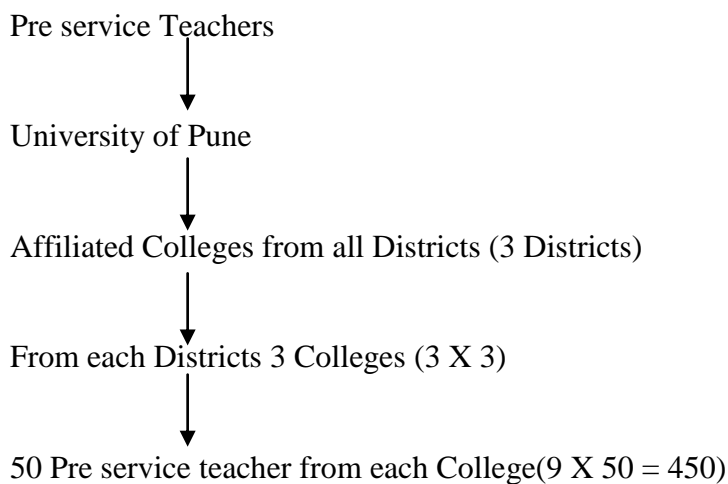 Pre service Teachers
University of Pune
Affiliated Colleges from all Districts (3 Districts)
From each Districts 3 Colleges (3 X 3)
50 Pre service teacher from each College(9 X 50 = 450)